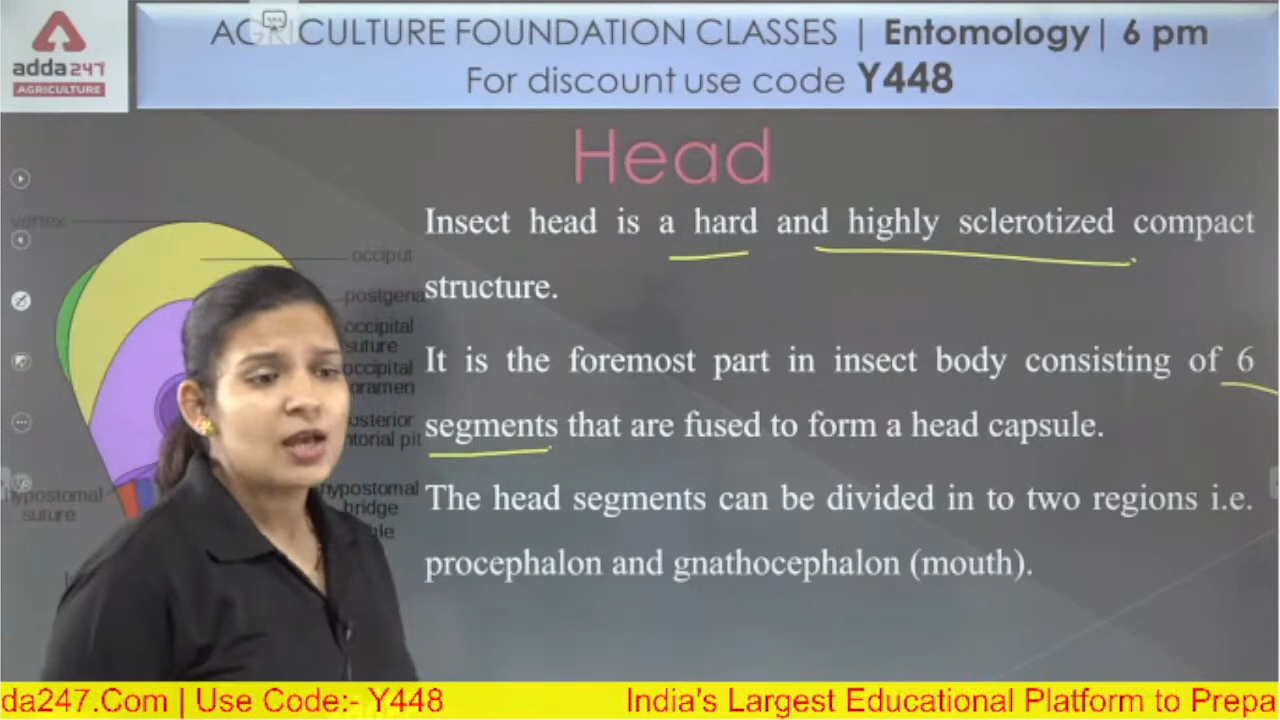 AGRICULTURE FOUNDATION CLASSES | Entomology| 6 pm
For discount use code Y448
adda247
AGRICULTURE
Head
Insect head is a hard and highly sclerotized compact
structure.
It is the foremost part in insect body consisting of 6
segments that are fused to form a head capsule.
The head segments can be divided in to two regions i.e.
procephalon and gnathocephalon (mouth).
vertex
occiput
postgena
occipital
suture
occipital
hypostomal
suture
hypostomal
bridge
da247.Com | Use Code:- Y448
India's Largest Educational Platform to Prepa